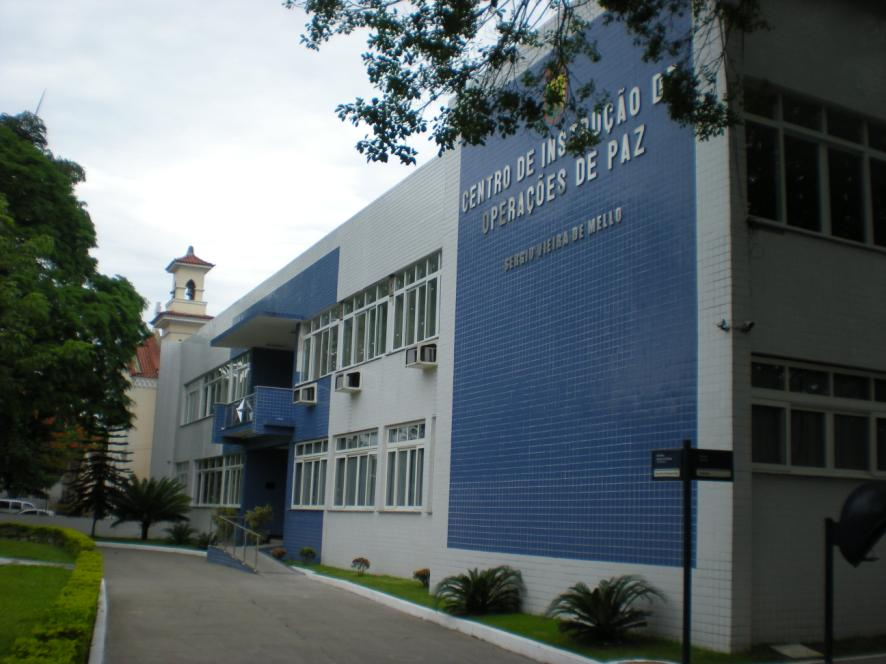 CENTRO DE INSTRUÇÃO DE
OPERAÇÕES DE PAZ
SERGIO VIEIRA DE MELLO